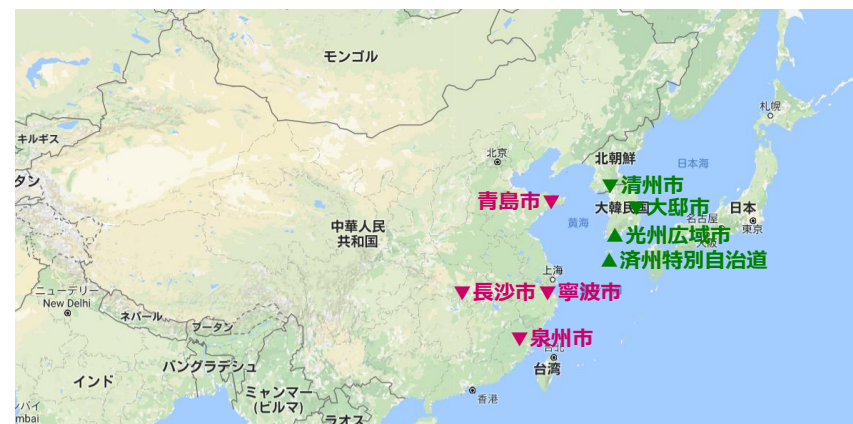 モンゴル
札幌
キルギス
北京
北朝鮮
日本海
タン
▼清州市
青島市▼
大韓民国
▼大邸市
名古屋
日本
東京
中華人民
共和国
黄海
▲光州広域市
大阪
▲済州特別自治道
上海
ニューデリー
New Delhi
▼長沙市
▼寧波市
ネパール
ブータン
▼泉州市
台北
バングラデシュ
台湾
インド
ミャンマー
(ビルマ)
香港
ラオス
ンバイ
mbai